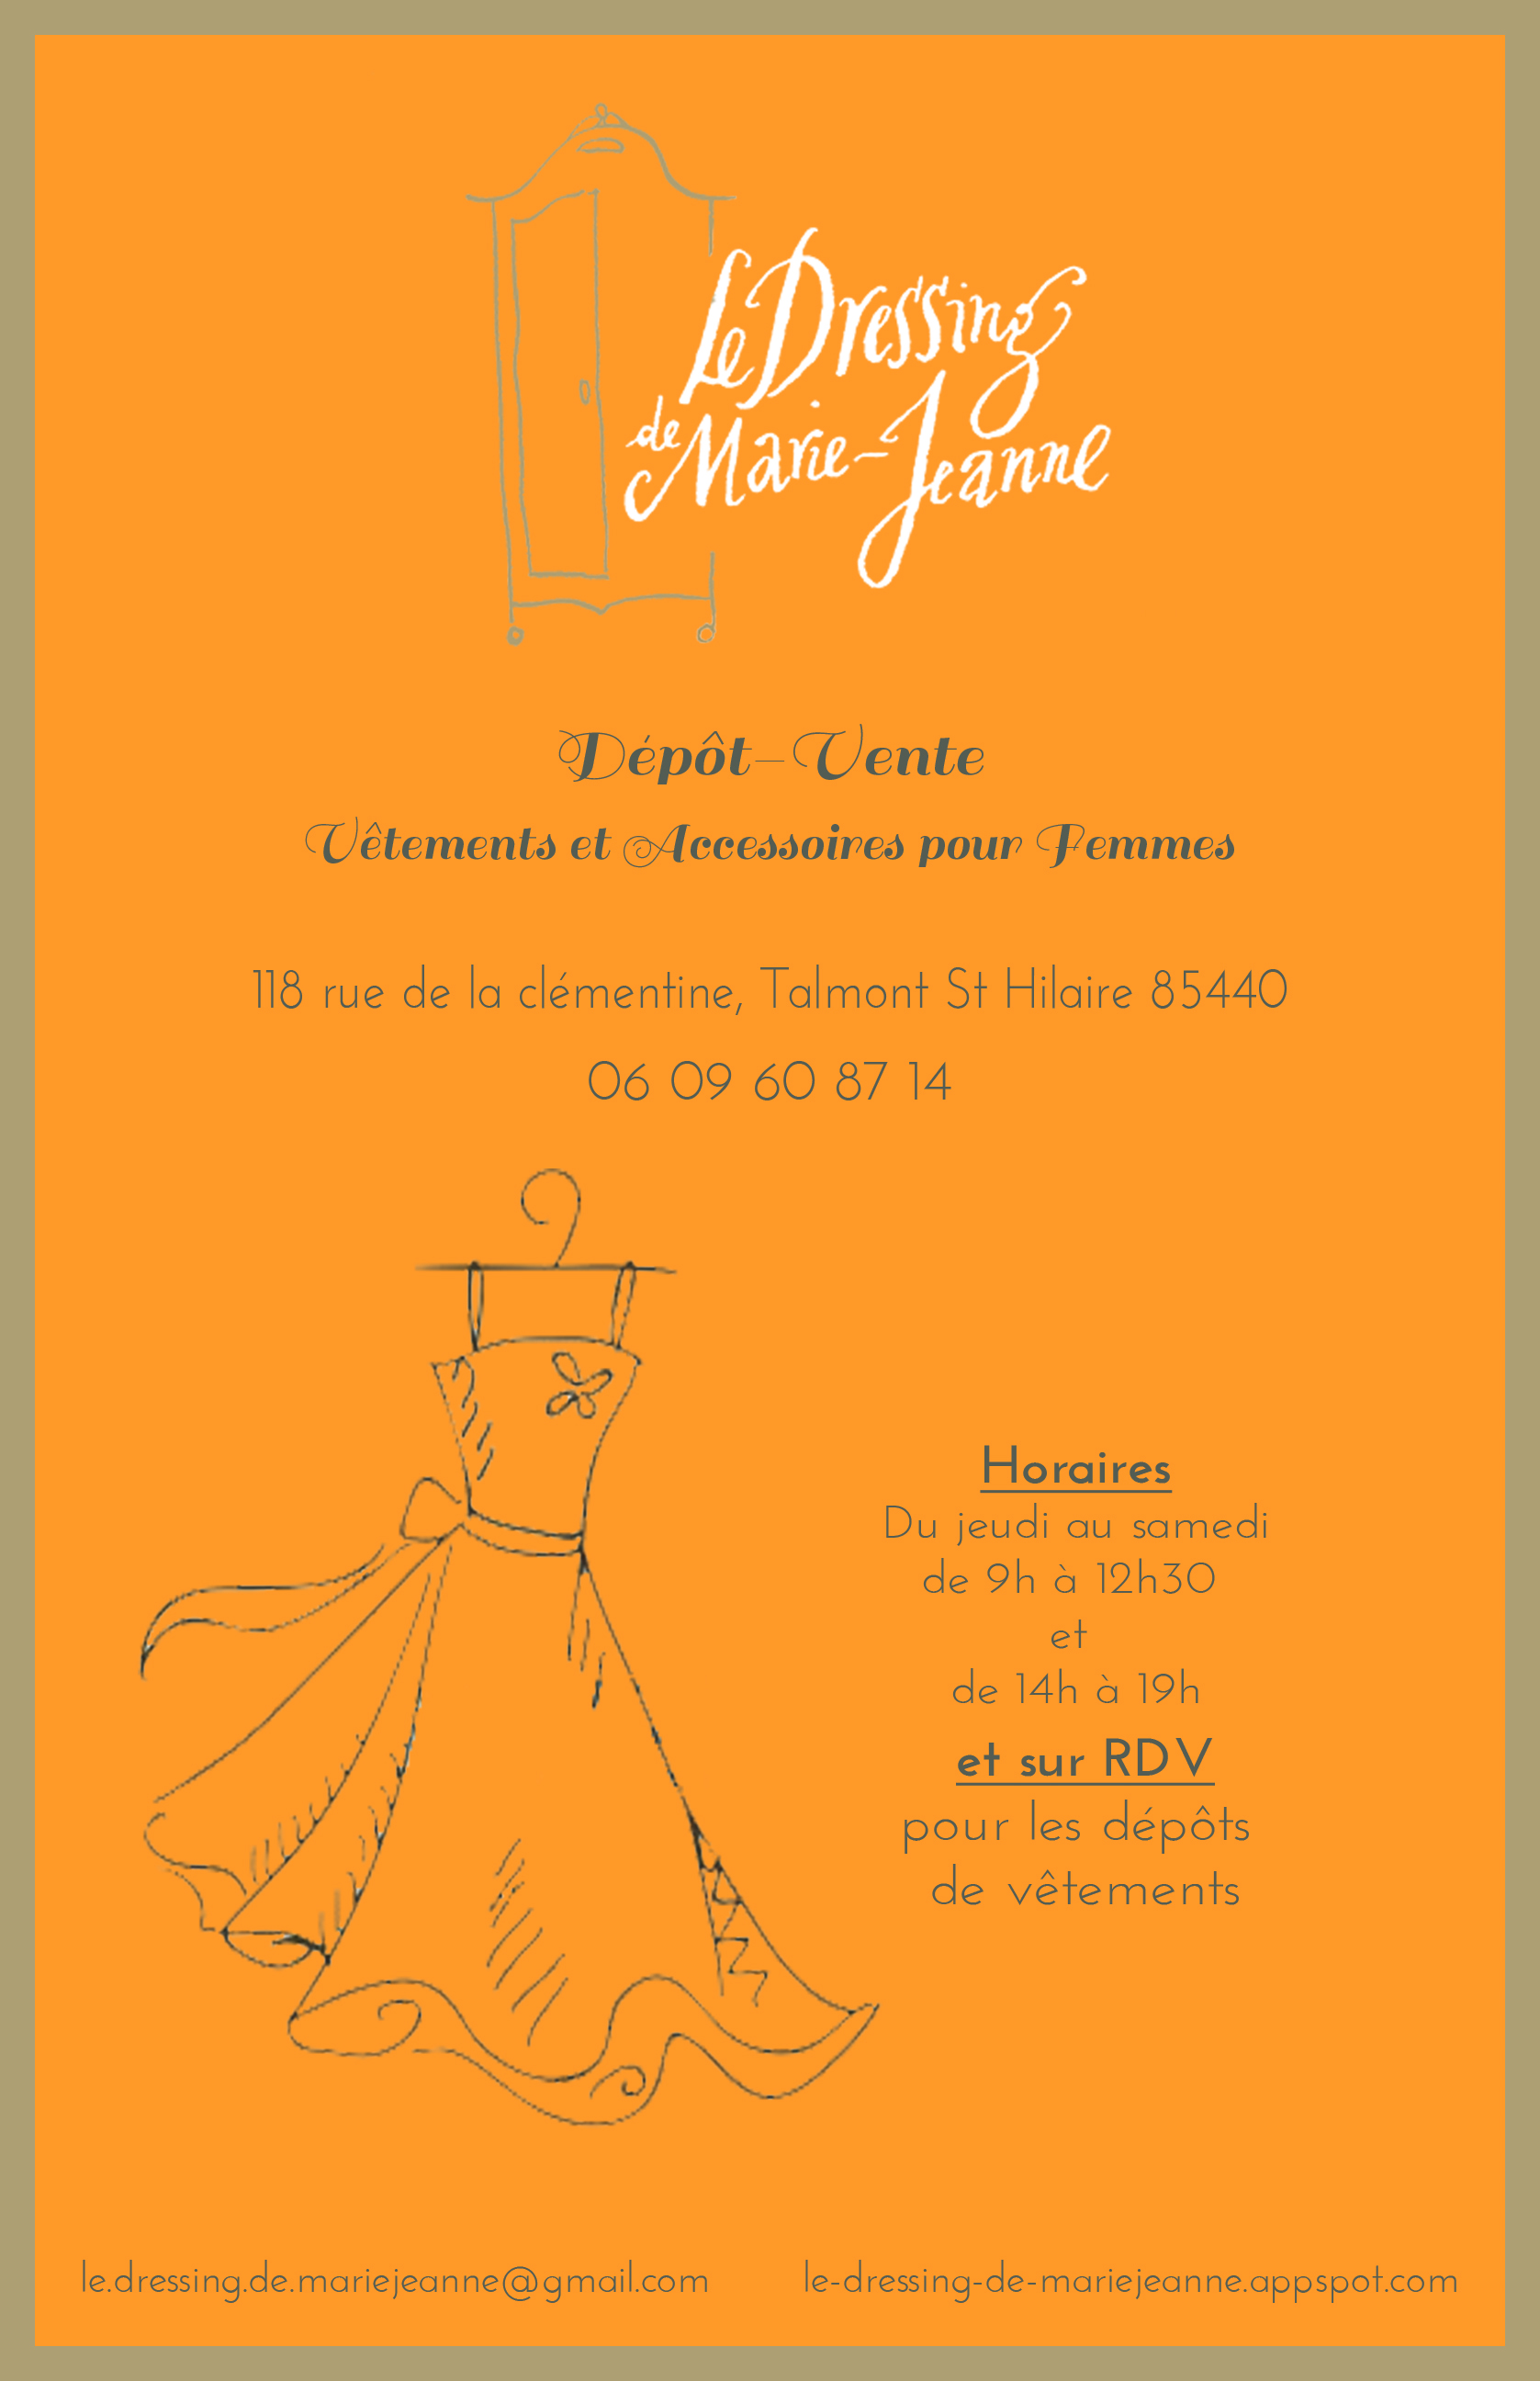 Le Dressing
de Marie-Jeanne
Dépôt-Vente
Vêtements et Accessoires pour Femmes
118 rue de la clémentine, Talmont St Hilaire 85440
06 09 60 87 14
Horaires
Du jeudi au samedi
de 9h à 12h30
et
de 14h à 19h
et sur RDV
pour les dépôts
de vêtements
le.dressing.de.mariejeanne@gmail.com
le-dressing-de-mariejeanne.appspot.com